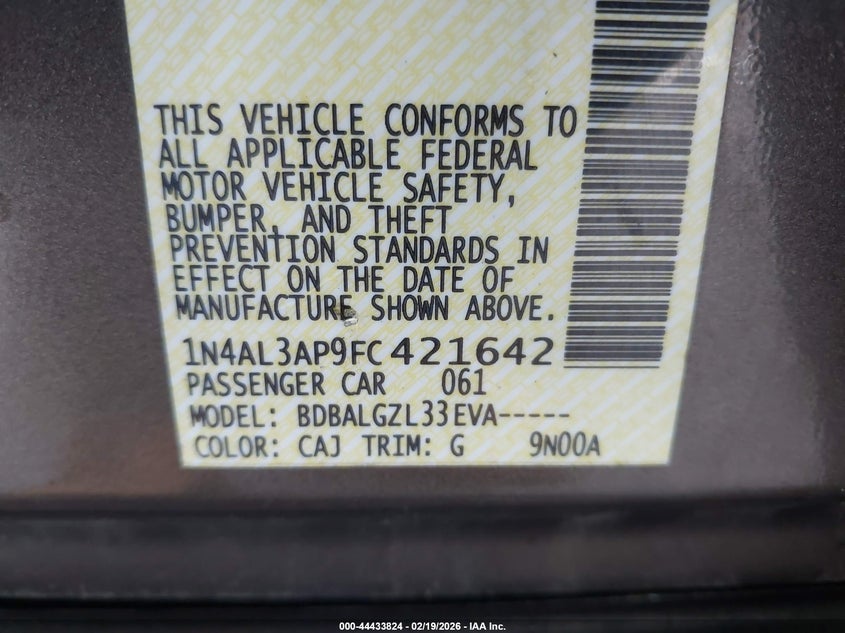 THIS VEHICLE CONFORMS TO
ALL APPLICABLE FEDERAL
MOTOR VEHICLE SAFETY,
BUMPER, AND THEFT
PREVENTION STANDARDS IN
EFFECT ON THE DATE OF
MANUFACTURE SHOWN ABOVE.
1N4AL3AP9FC421642
PASSENGER CAR 061
MODEL: BDBALGZL33EVA-----
COLOR: CAJ TRIM: G 9N00A
000-44433824 - 02/19/2026 - IAA Inc.